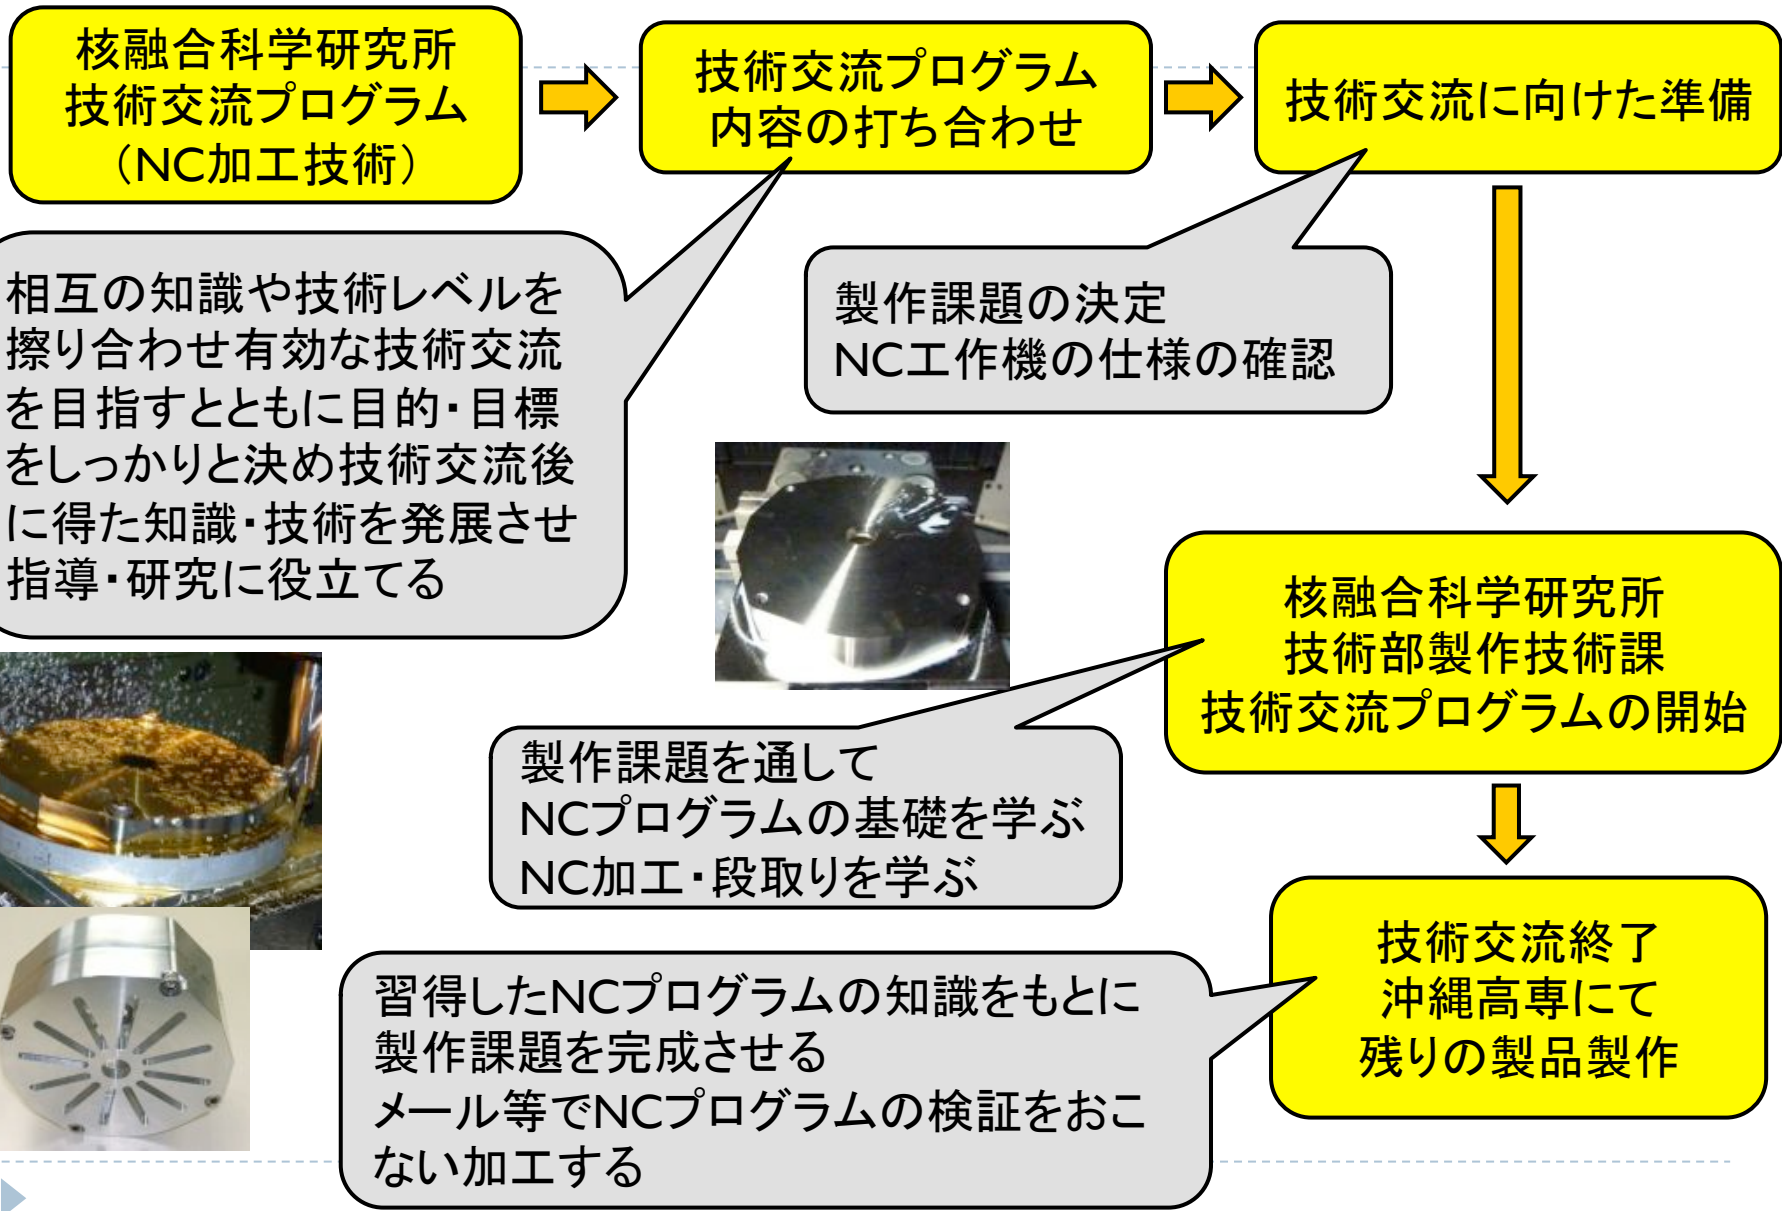 核融合科学研究所
技術交流プログラム
（NC加工技術）
技術交流プログラム
内容の打ち合わせ
技術交流に向けた準備
相互の知識や技術レベルを
擦り合わせ有効な技術交流
を目指すとともに目的・目標
をしっかりと決め技術交流後
に得た知識・技術を発展させ
指導・研究に役立てる
製作課題の決定
NC工作機の仕様の確認
核融合科学研究所
技術部製作技術課
技術交流プログラムの開始
製作課題を通して
NCプログラムの基礎を学ぶ
NC加工・段取りを学ぶ
技術交流終了
沖縄高専にて
残りの製品製作
習得したNCプログラムの知識をもとに
製作課題を完成させる
メール等でNCプログラムの検証をおこ
ない加工する